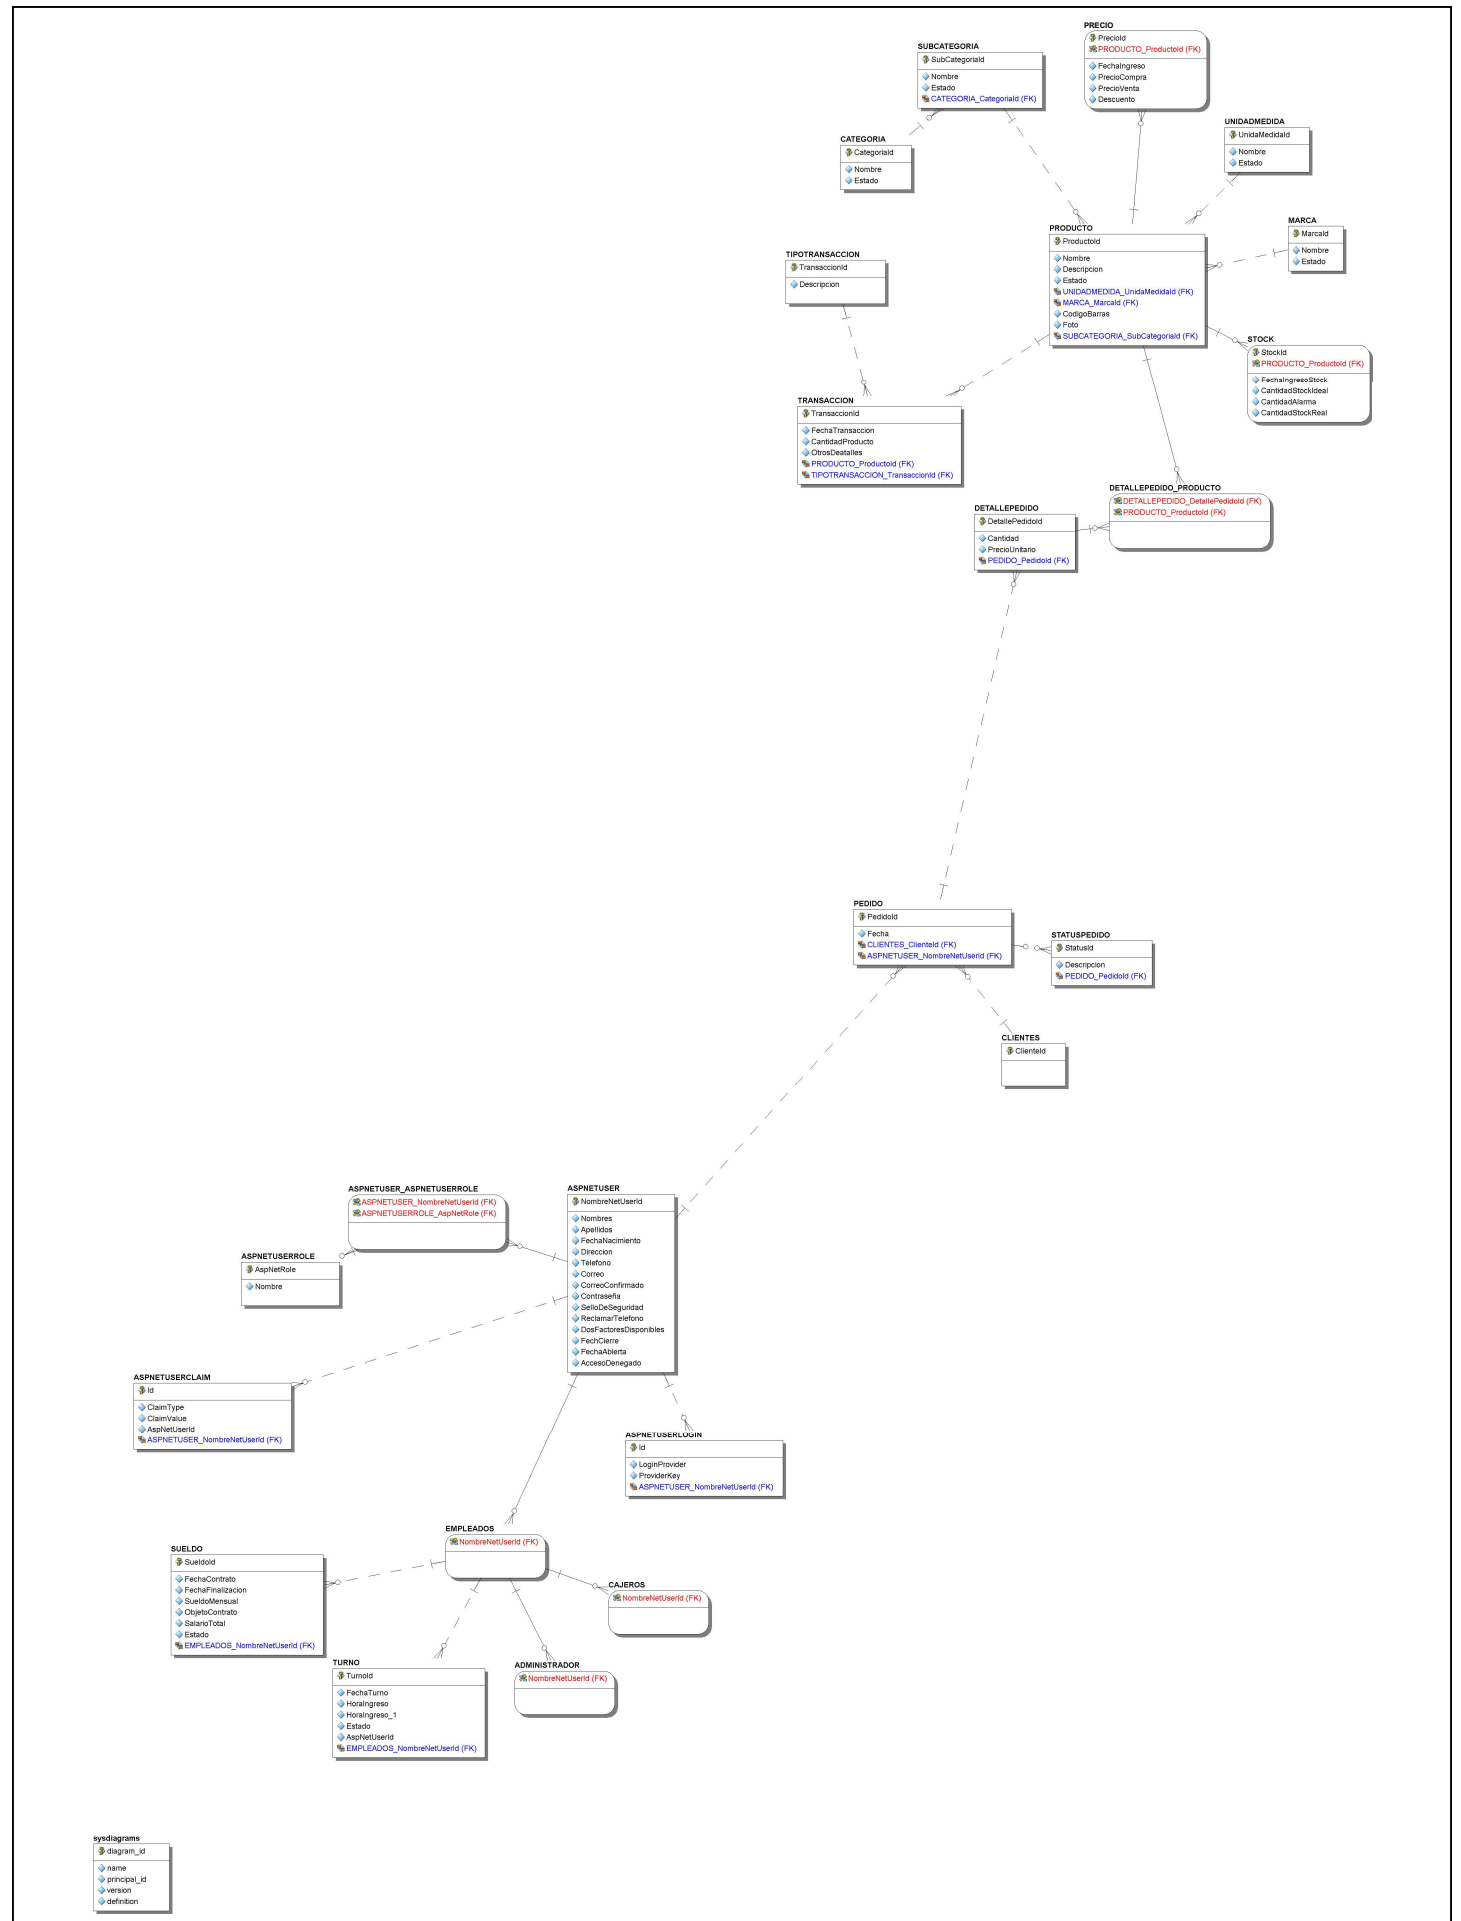 PRECIO
PrecioId
PRODUCTO_ProductoId (FK)
FechaIngreso
PrecioCompra
PrecioVenta
Descuento
SUBCATEGORIA
SubCategoriaId
Nombre
Estado
CATEGORIA_CategoriaId (FK)
UNIDADMEDIDA
UnidaMedidaId
Nombre
Estado
CATEGORIA
CategoriaId
Nombre
Estado
MARCA
MarcaId
Nombre
Estado
PRODUCTO
ProductoId
Nombre
Descripcion
Estado
UNIDADMEDIDA_UnidaMedidaId (FK)
MARCA_MarcaId (FK)
CodigoBarras
Foto
SUBCATEGORIA_SubCategoriaId (FK)
TIPOTRANSACCION
TransaccionId
Descripcion
STOCK
StockId
PRODUCTO_ProductoId (FK)
FechaIngresoStock
CantidadStockIdeal
CantidadAlarma
CantidadStockReal
TRANSACCION
TransaccionId
FechaTransaccion
CantidadProducto
OtrosDeatalles
PRODUCTO_ProductoId (FK)
TIPOTRANSACCION_TransaccionId (FK)
DETALLEPEDIDO_PRODUCTO
DETALLEPEDIDO_DetallePedidoId (FK)
PRODUCTO_ProductoId (FK)
DETALLEPEDIDO
DetallePedidoId
Cantidad
PrecioUnitario
PEDIDO_PedidoId (FK)
PEDIDO
PedidoId
Fecha
CLIENTES_ClienteId (FK)
ASPNETUSER_NombreNetUserId (FK)
STATUSPEDIDO
StatusId
Descripcion
PEDIDO_PedidoId (FK)
CLIENTES
ClienteId
ASPNETUSER_ASPNETUSERROLE
ASPNETUSER_NombreNetUserId (FK)
ASPNETUSERROLE_AspNetRole (FK)
ASPNETUSER
NombreNetUserId
Nombres
Apellidos
FechaNacimiento
Direccion
Telefono
Correo
CorreoConfirmado
Contraseña
SelloDeSeguridad
ReclamarTelefono
DosFactoresDisponibles
FechCierre
FechaAbierta
AccesoDenegado
ASPNETUSERROLE
AspNetRole
Nombre
ASPNETUSERCLAIM
Id
ClaimType
ClaimValue
AspNetUserId
ASPNETUSER_NombreNetUserId (FK)
ASPNETUSERLOGIN
Id
LoginProvider
ProviderKey
ASPNETUSER_NombreNetUserId (FK)
EMPLEADOS
NombreNetUserId (FK)
SUELDO
SueldoId
FechaContrato
FechaFinalizacion
SueldoMensual
ObjetoContrato
SalarioTotal
Estado
EMPLEADOS_NombreNetUserId (FK)
CAJEROS
NombreNetUserId (FK)
TURNO
TurnoId
FechaTurno
HoraIngreso
HoraIngreso_1
Estado
AspNetUserId
EMPLEADOS_NombreNetUserId (FK)
ADMINISTRADOR
NombreNetUserId (FK)
sysdiagrams
diagram_id
name
principal_id
version
definition